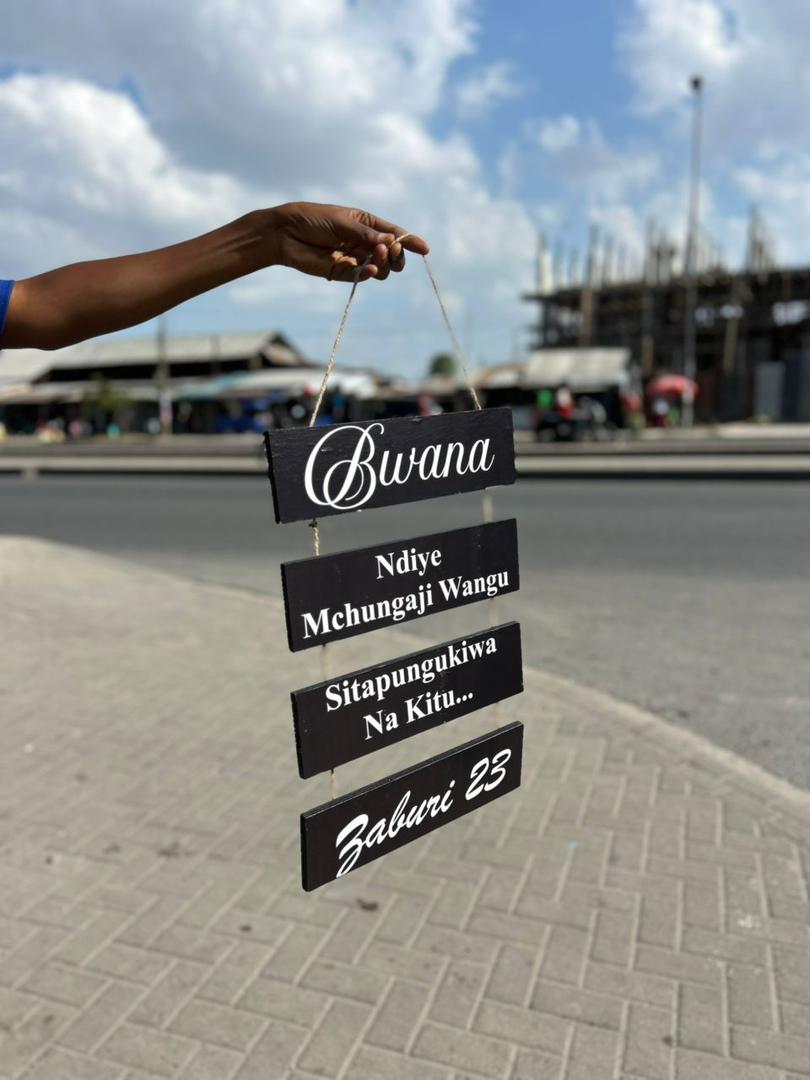 Bwana
Ndiye
Mchungaji Wangu
Sitapungukiwa
Na Kitu...
Zaburi 23